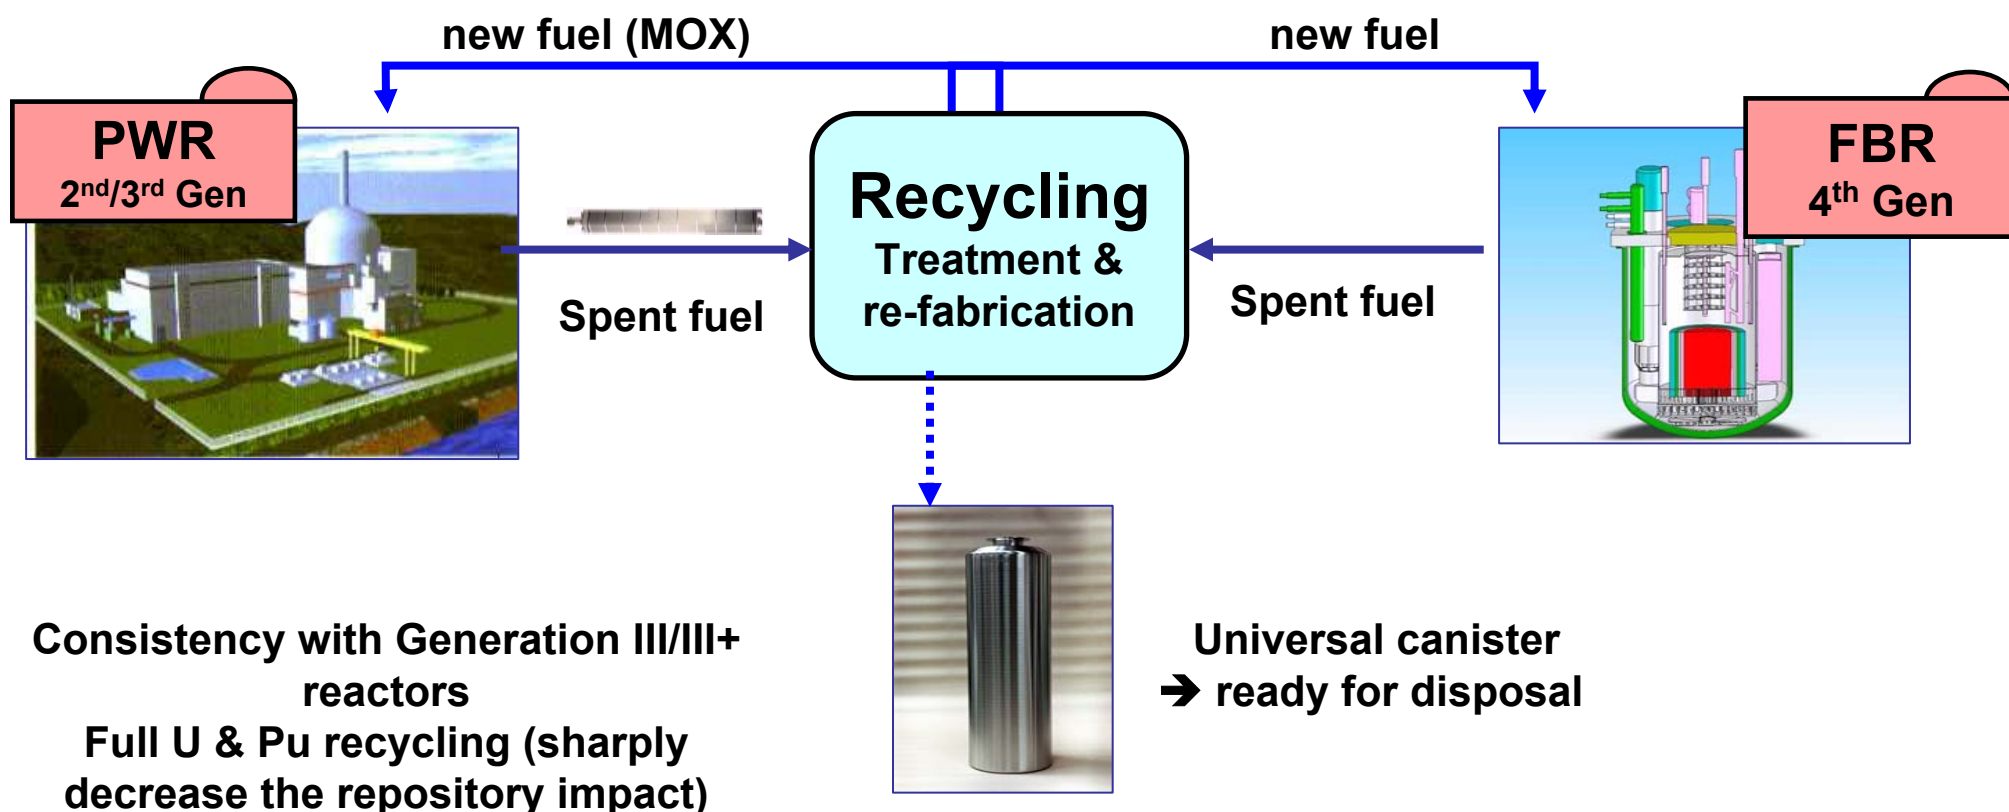 new fuel (MOX)
new fuel
PWR
2nd/3rd Gen
FBR
4th Gen
Recycling
Treatment &
re-fabrication
Spent fuel
Spent fuel
Consistency with Generation III/III+
reactors
Full U & Pu recycling (sharply
decrease the repository impact)
Universal canister
➔ ready for disposal